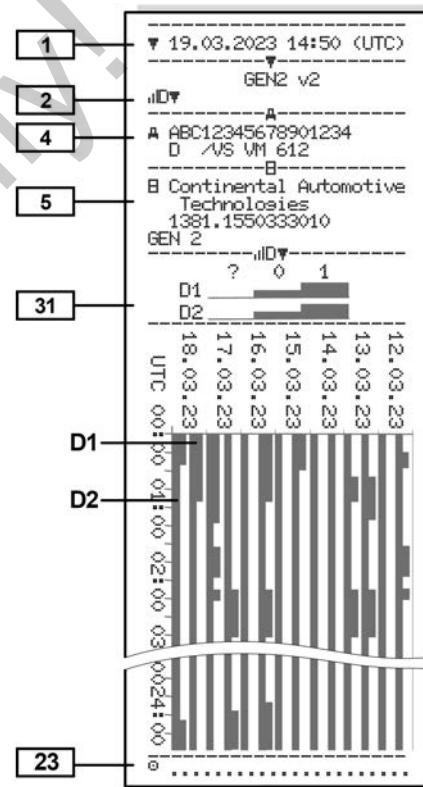 1
▼ 19.03.2023 14:50 (UTC)
GEN2 v2
2
D▼
4
A ABC12345678901234
D /VS VM 612
5
B Continental Automotive
Technologies
1381.1550333010
GEN 2
D▼
? 0 1
31
D1
D2
UTC
18.03.23
17.03.23
16.03.23
15.03.23
14.03.23
13.03.23
12.03.23
D1
D2
00:00
01:00
02:00
03
0024:00
23